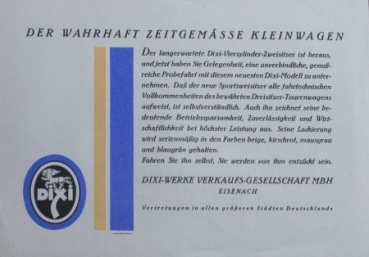 DER WAHRHAFT ZEITGEMÄSSE KLEINWAGEN
Der langerwartete Dixi-Vierzylinder-Zweisitzer ist heraus,
und jetzt haben Sie Gelegenheit, eine unverbindliche, genuß-
reiche Probefahrt mit diesem neuesten Dixi-Modell zu unter-
nehmen. Daß der neue Sportzweisitzer alle fahrtechnischen
Vollkommenheiten des bewährten Dreisitzer-Tourenwagens
aufweist, ist selbstverständlich. Auch ihn zeichnet seine be-
deutende Betriebssparsamkeit, Zuverlässigkeit und Wirt-
schaftlichkeit bei höchster Leistung aus. Seine Lackierung
wird serienmäßig in den Farben beige, kirschrot, mausgrau
und blaugrün gehalten.
Fahren Sie ihn selbst, Sie werden von ihm entzückt sein.
DIXI-WERKE VERKAUFS-GESELLSCHAFT MBH
EISENACH
Vertretungen in allen größeren Städten Deutschlands
DIXI